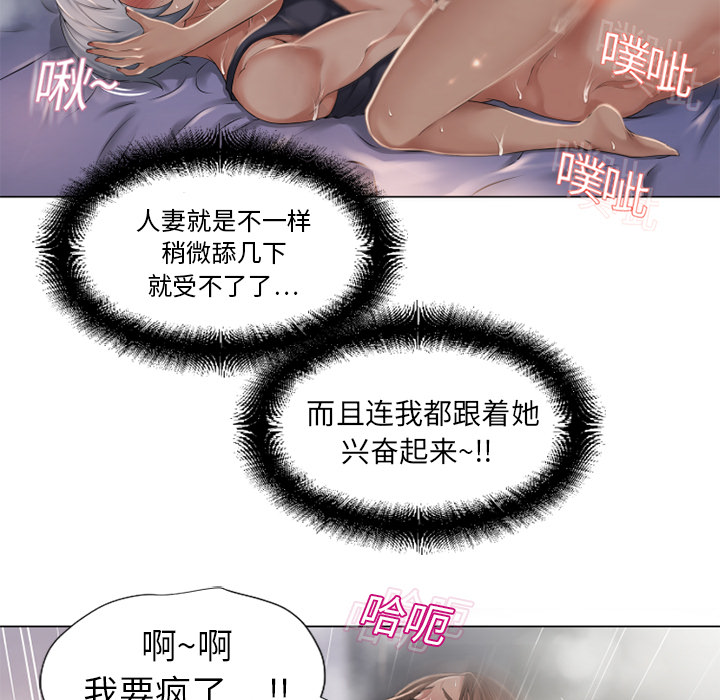 啾~
噗呲
噗呲
人妻就是不一样
稍微舔几下
就受不了了...
而且连我都跟着她
兴奋起来~!!
哈呃
啊~啊
我要疯了...!!